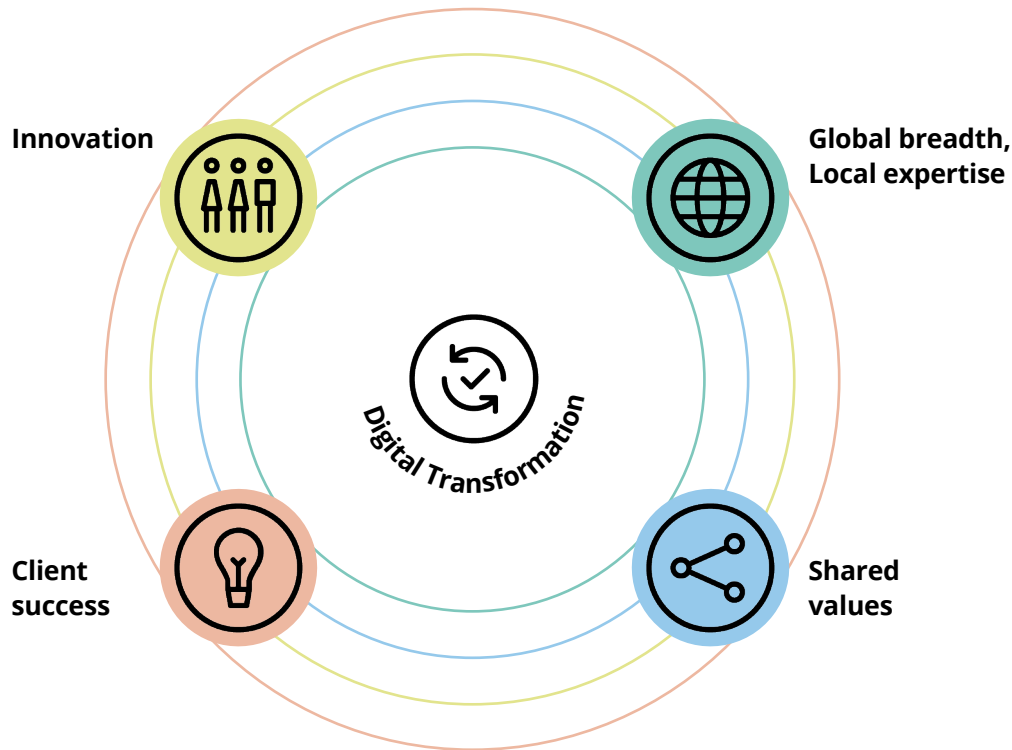 Innovation
Global breadth,
Local expertise
Digital Transformation
Client
success
Shared
values